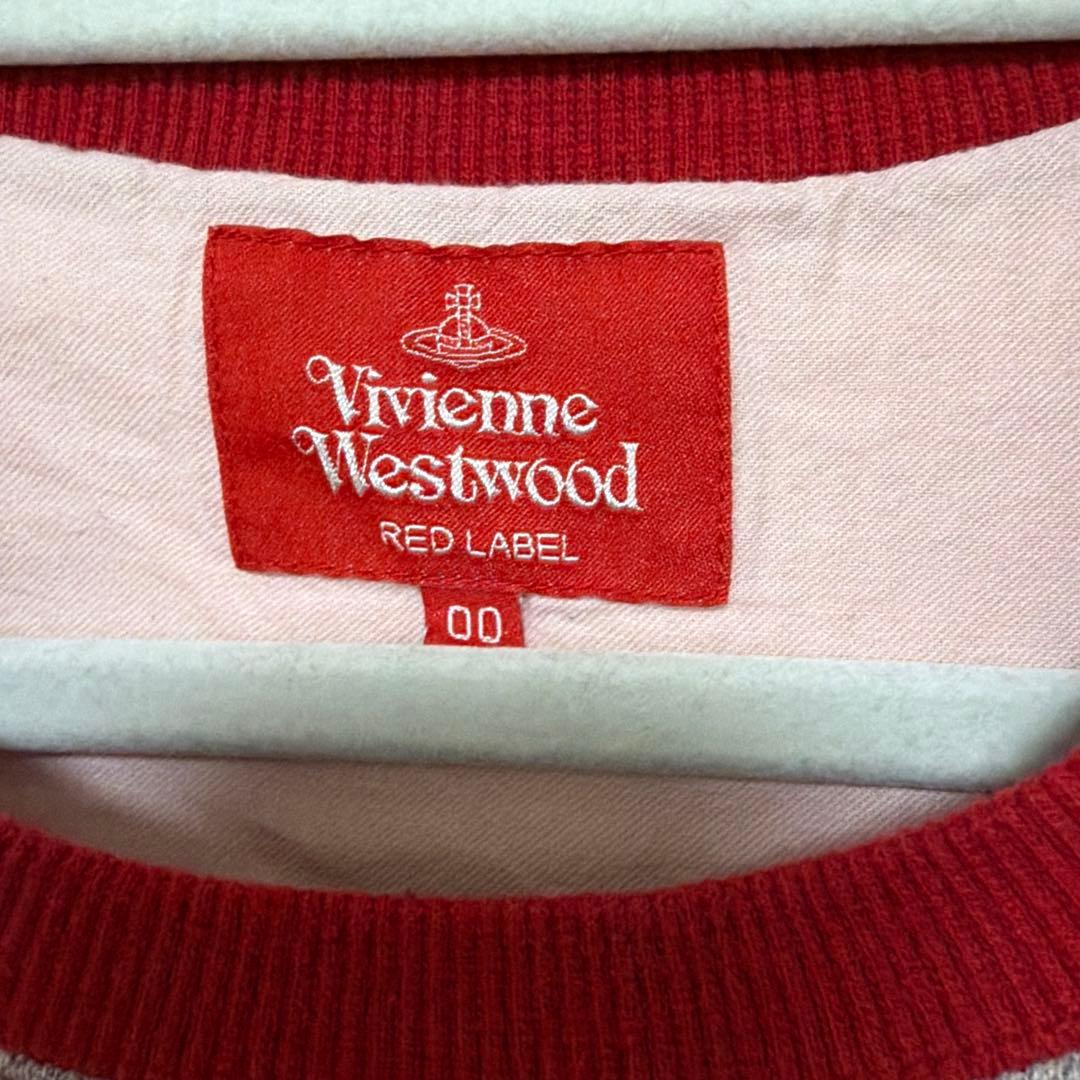 Vivienne
Westwood
RED LABEL
00